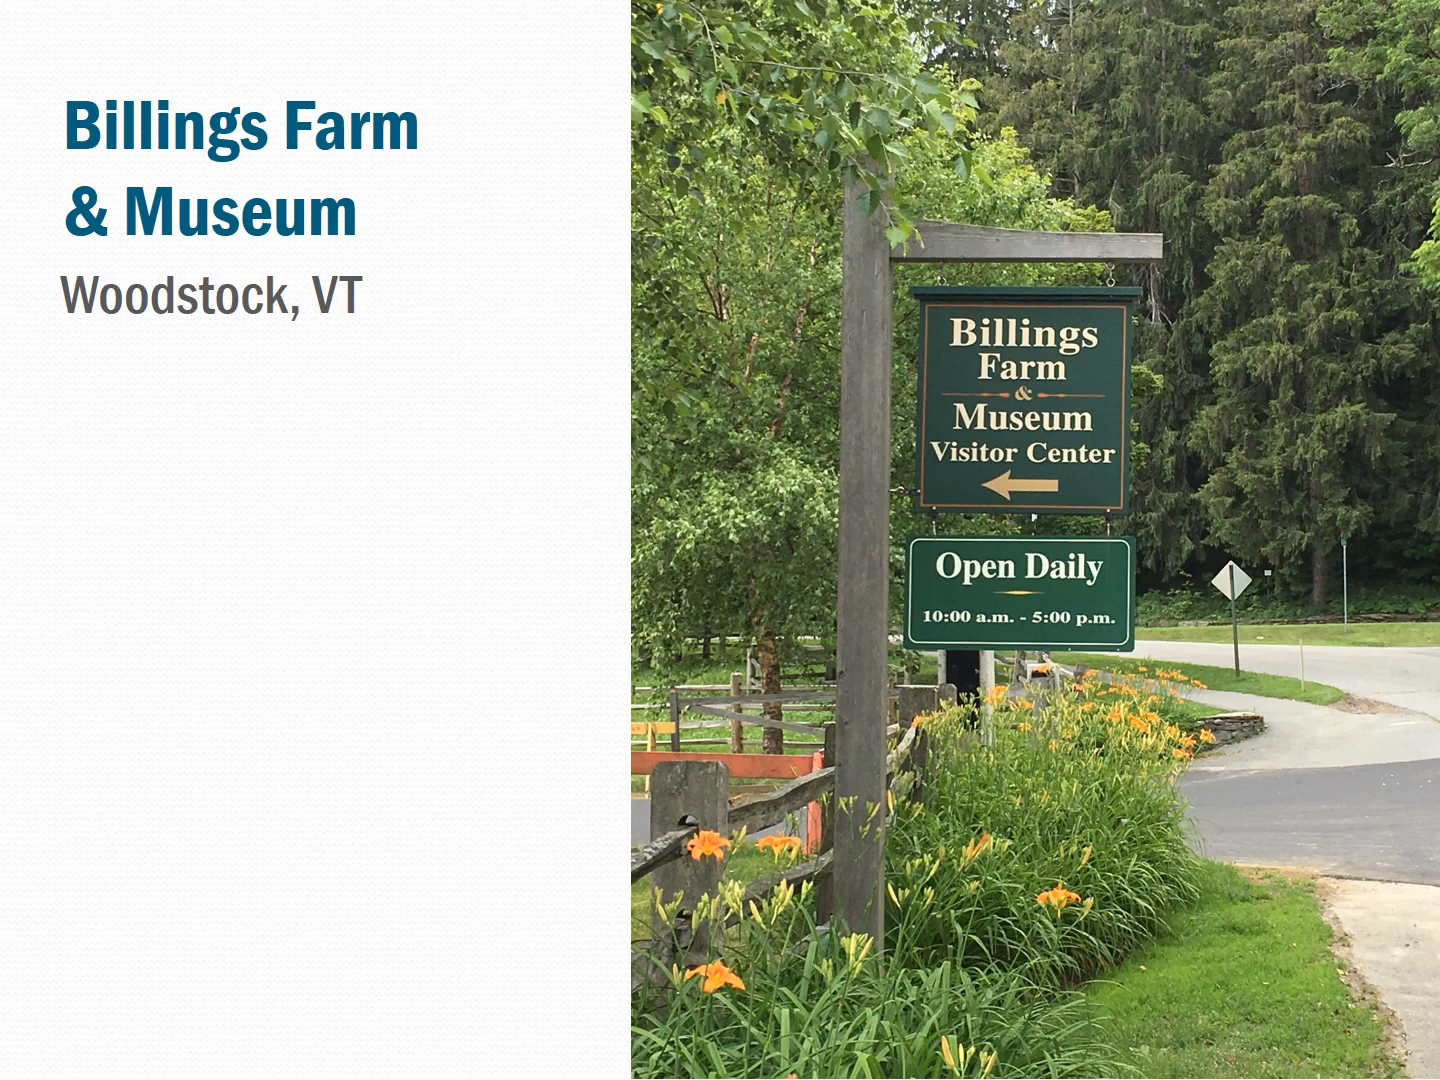 Billings Farm
& Museum
Woodstock, VT
Billings
Farm
&
Museum
Visitor Center
Open Daily
10:00 a.m. - 5:00 p.m.